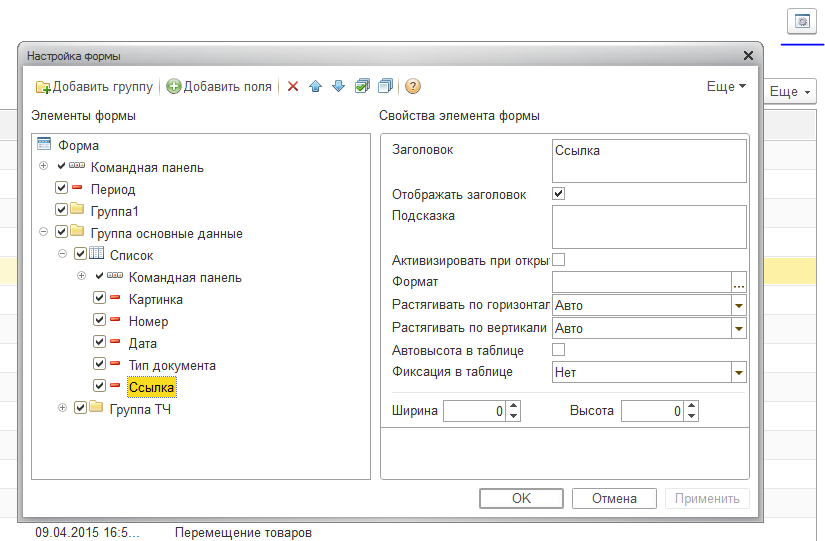 Настройка формы
Добавить группу
Добавить поля
Еще
Еще
Элементы формы
Свойства элемента формы
Форма
Командная панель
Период
Группа1
Группа основные данные
Список
Командная панель
Картинка
Номер
Дата
Тип документа
Ссылка
Группа ТЧ
Заголовок
Ссылка
Отображать заголовок
Подсказка
Активизировать при откры
Формат
...
Растягивать по горизонтал
Авто
Растягивать по вертикали
Авто
Автовысота в таблице
Фиксация в таблице
Нет
Ширина
0
Высота
0
OK
Отмена
Применить
09.04.2015 16:5...
Перемещение товаров